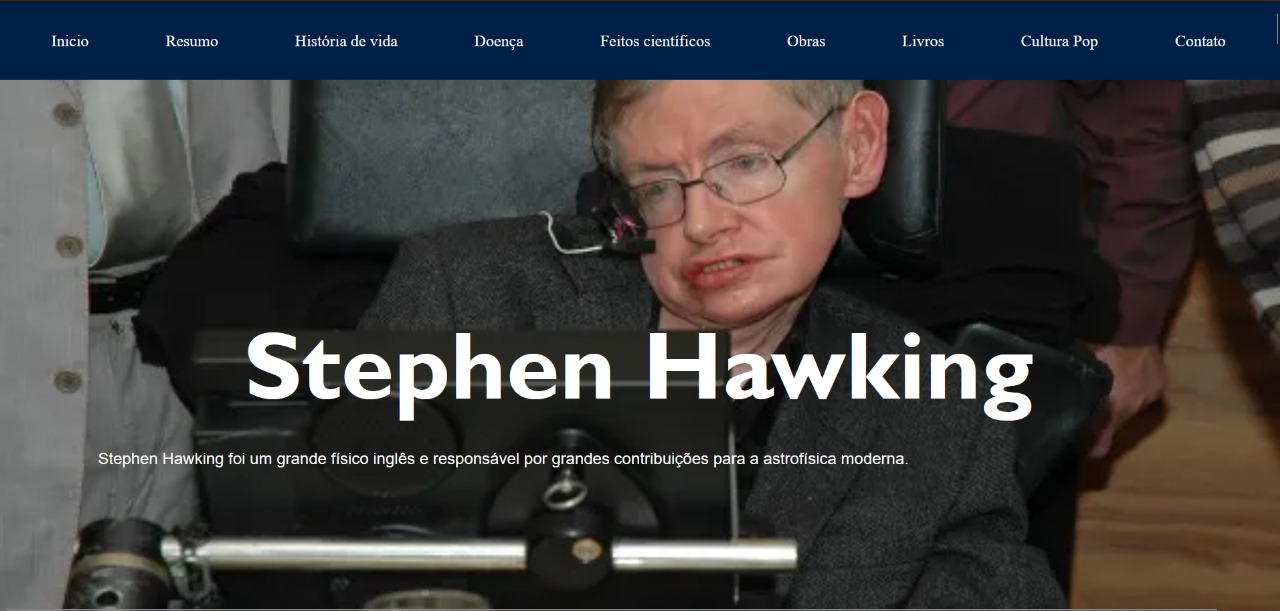 Inicio Resumo História de vida Doença Feitos científicos Obras Livros Cultura Pop Contato
Stephen Hawking
Stephen Hawking foi um grande físico inglês e responsável por grandes contribuições para a astrofísica moderna.